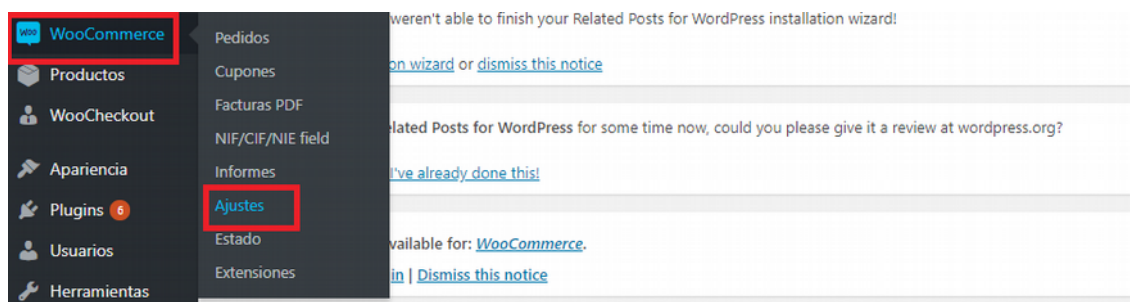 WooCommerce
Productos
WooCheckout
Apariencia
Plugins 6
Usuarios
Herramientas
Pedidos
Cupones
Facturas PDF
NIF/CIF/NIE field
Informes
Ajustes
Estado
Extensiones
weren't able to finish your Related Posts for WordPress installation wizard!
on wizard or dismiss this notice
lated Posts for WordPress for some time now, could you please give it a review at wordpress.org?
I've already done this!
vailable for: WooCommerce.
in | Dismiss this notice